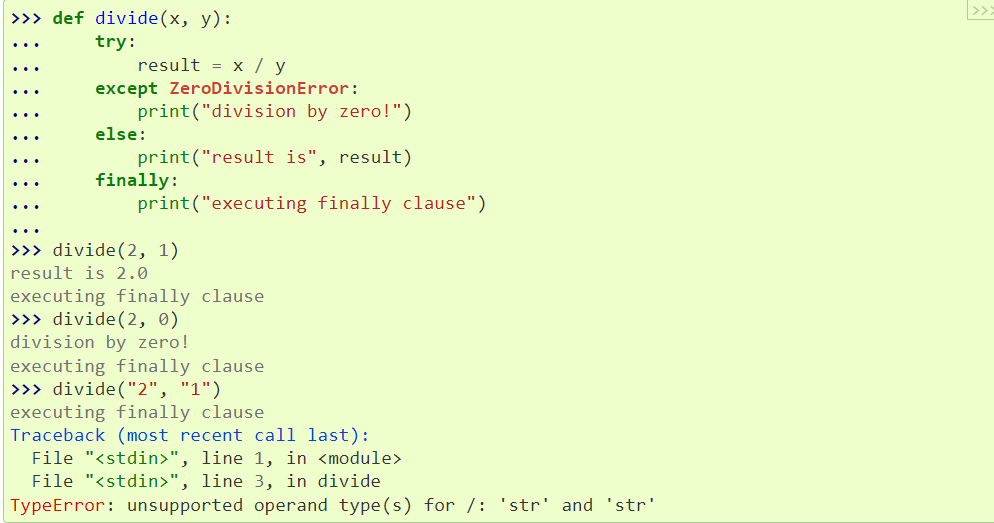 >>>
>>> def divide(x, y):
...     try:
...         result = x / y
...     except ZeroDivisionError:
...         print("division by zero!")
...     else:
...         print("result is", result)
...     finally:
...         print("executing finally clause")
...
>>> divide(2, 1)
result is 2.0
executing finally clause
>>> divide(2, 0)
division by zero!
executing finally clause
>>> divide("2", "1")
executing finally clause
Traceback (most recent call last):
  File "<stdin>", line 1, in <module>
  File "<stdin>", line 3, in divide
TypeError: unsupported operand type(s) for /: 'str' and 'str'